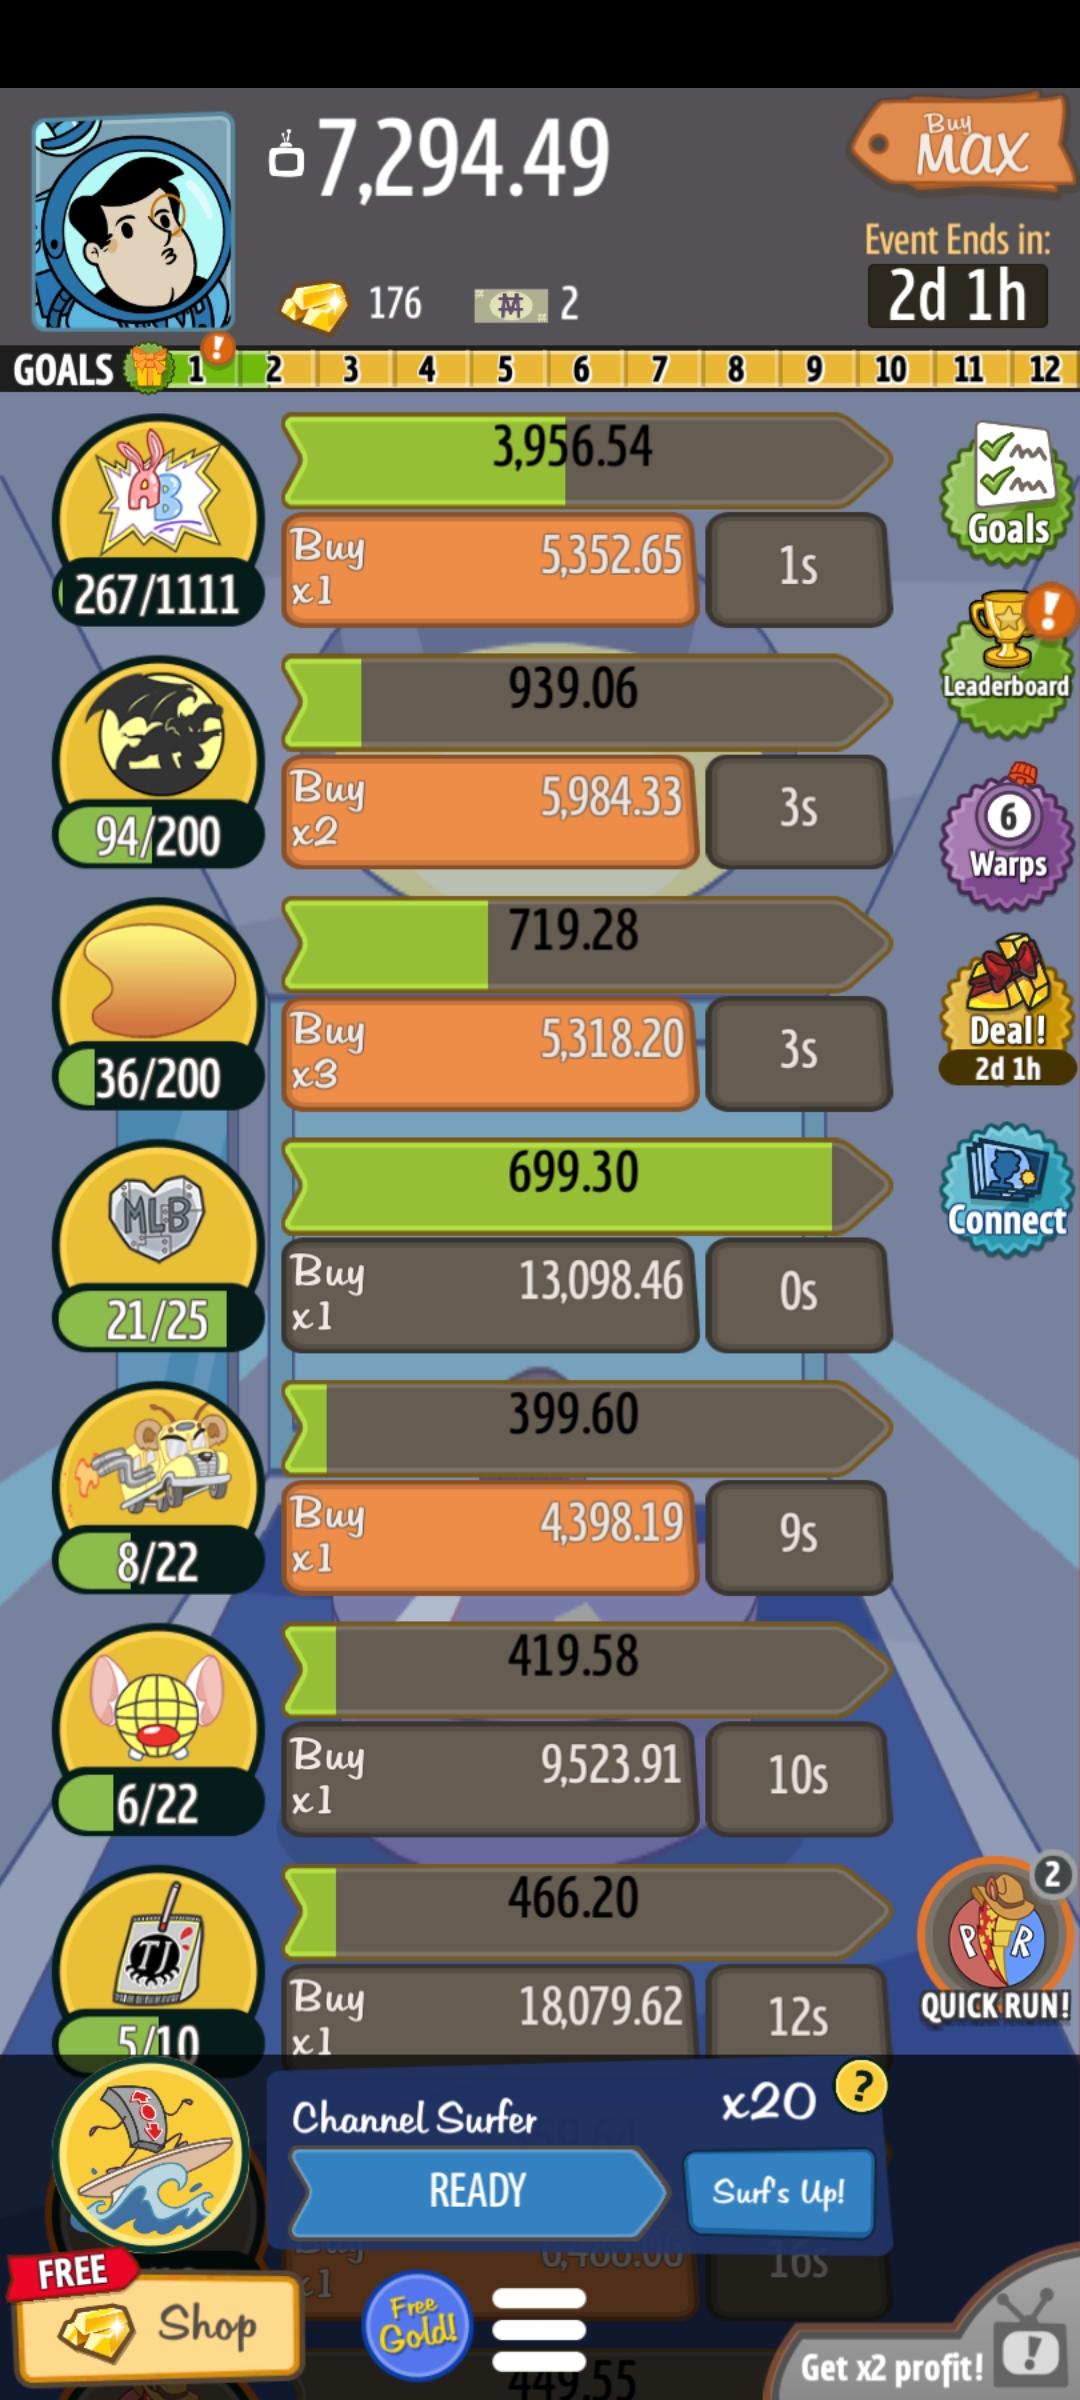 7,294.49
Buy
MAX
176
2
Event Ends in:
2d 1h
GOALS 1 ! 2 3 4 5 6 7 8 9 10 11 12
AB
3,956.54
Buy
x1
5,352.65
1s
267/1111
Goals
939.06
Buy
x2
5,984.33
3s
94/200
!
Leaderboard
719.28
Buy
x3
5,318.20
3s
36/200
6
Warps
Deal!
2d 1h
MLB
699.30
Buy
x1
13,098.46
0s
21/25
Connect
399.60
Buy
x1
4,398.19
9s
8/22
419.58
Buy
x1
9,523.91
10s
6/22
TJ
466.20
Buy
x1
18,079.62
12s
5/10
2
P R
QUICK RUN!
Channel Surfer
x20
?
READY
Surf's Up!
x1
16s
FREE
Shop
Free
Gold!
449.55
Get x2 profit!
!